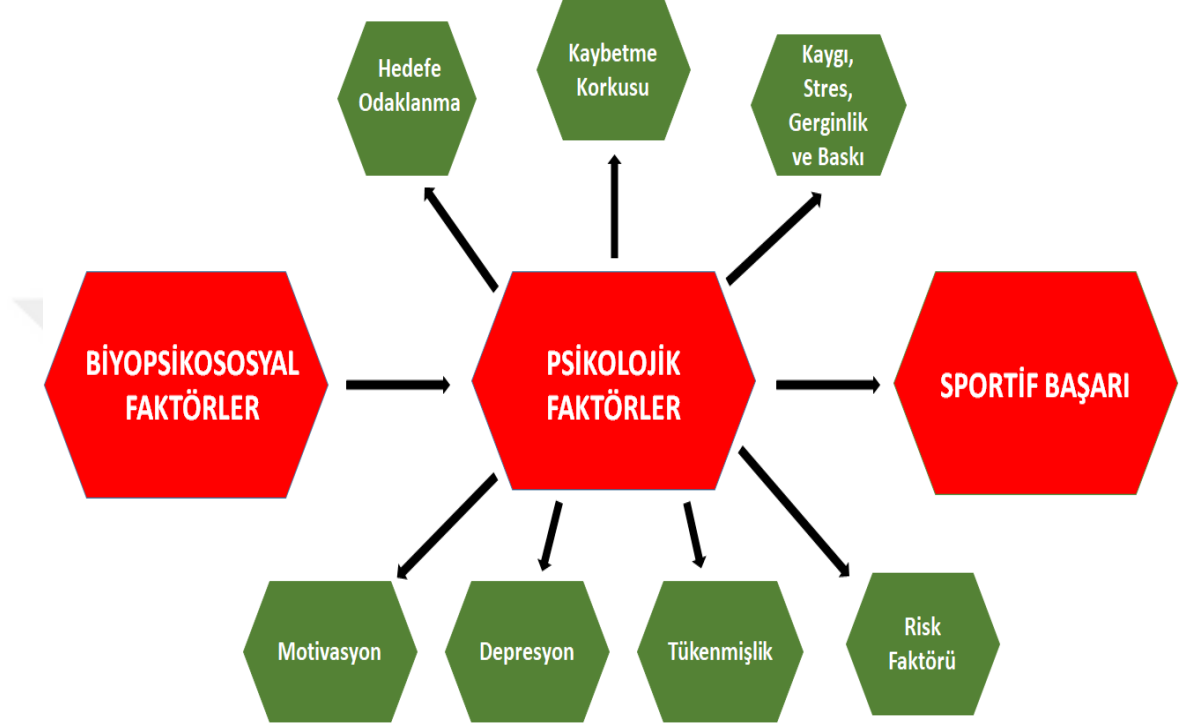 Hedefe
Odaklanma
Kaybetme
Korkusu
Kaygı,
Stres,
Gerginlik
ve Baskı
BİYOPSİKOSOSYAL
FAKTÖRLER
PSİKOLOJİK
FAKTÖRLER
SPORTİF BAŞARI
Motivasyon
Depresyon
Tükenmişlik
Risk
Faktörü